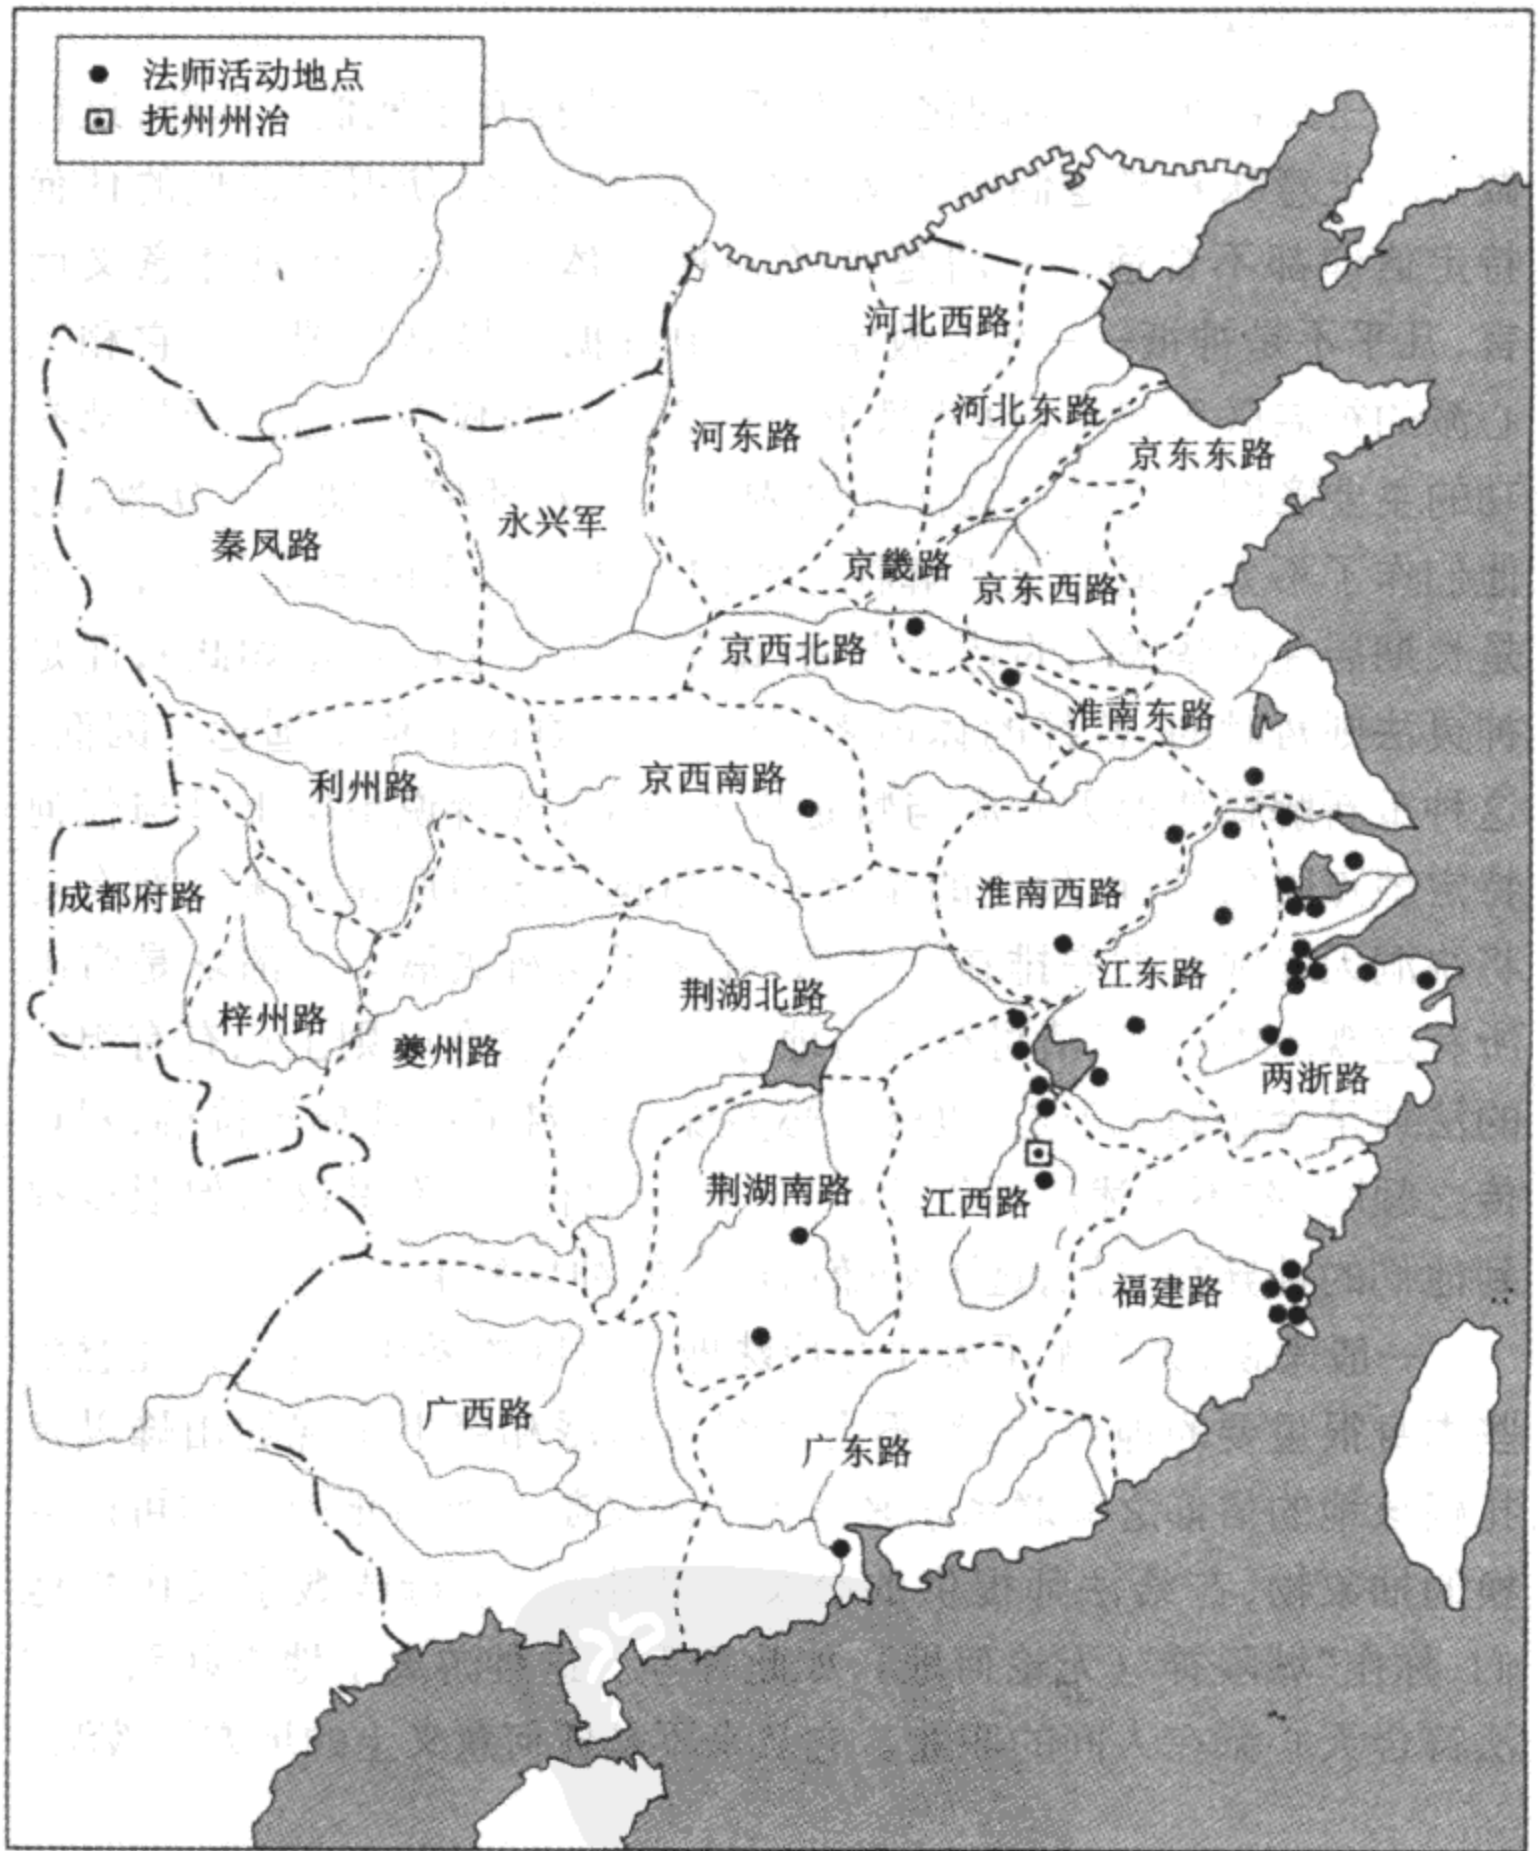 法师活动地点
抚州州治
河北西路
河北东路
河东路
京东东路
永兴军
秦凤路
京畿路
京东西路
京西北路
淮南东路
利州路
京西南路
成都府路
淮南西路
江东路
荆湖北路
梓州路
夔州路
两浙路
荆湖南路
江西路
福建路
广西路
广东路